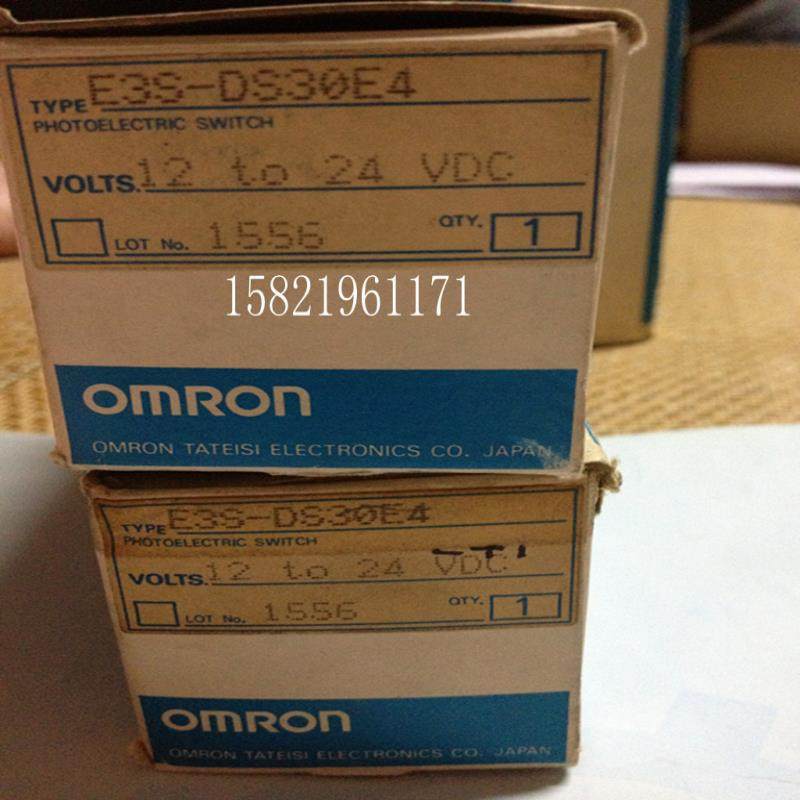 TYPE E3S-DS30E4
PHOTOELECTRIC SWITCH
VOLTS. 12 to 24 VDC
LOT No. 1556 QTY. 1
15821961171
OMRON
OMRON TATEISI ELECTRONICS CO. JAPAN
TYPE E3S-DS30E4
PHOTOELECTRIC SWITCH
VOLTS. 12 to 24 VDC
LOT No. 1556 QTY. 1
OMRON
OMRON TATEISI ELECTRONICS CO. JAPAN